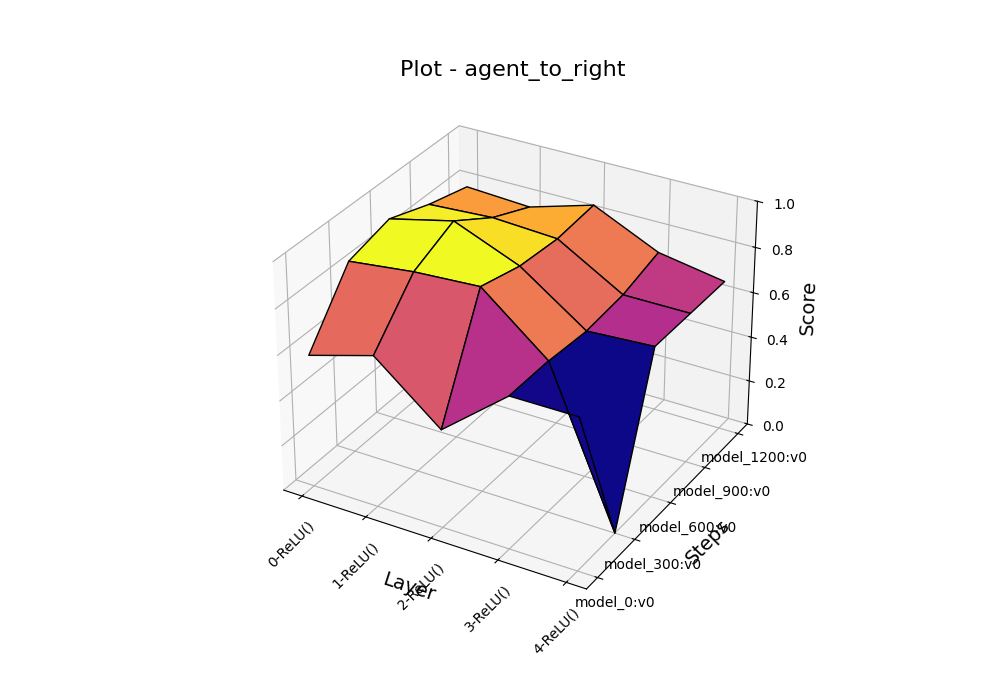 Plot - agent_to_right
1.0
0.8
0.6
0.4
0.2
0.0
Score
model_1200:v0
model_900:v0
model_600:v0
model_300:v0
model_0:v0
Steps
0-ReLU()
1-ReLU()
2-ReLU()
3-ReLU()
4-ReLU()
Layer